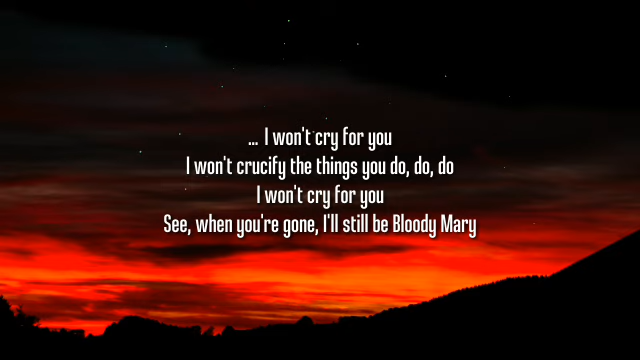 ... I won't cry for you
I won't crucify the things you do, do, do
I won't cry for you
See, when you're gone, I'll still be Bloody Mary